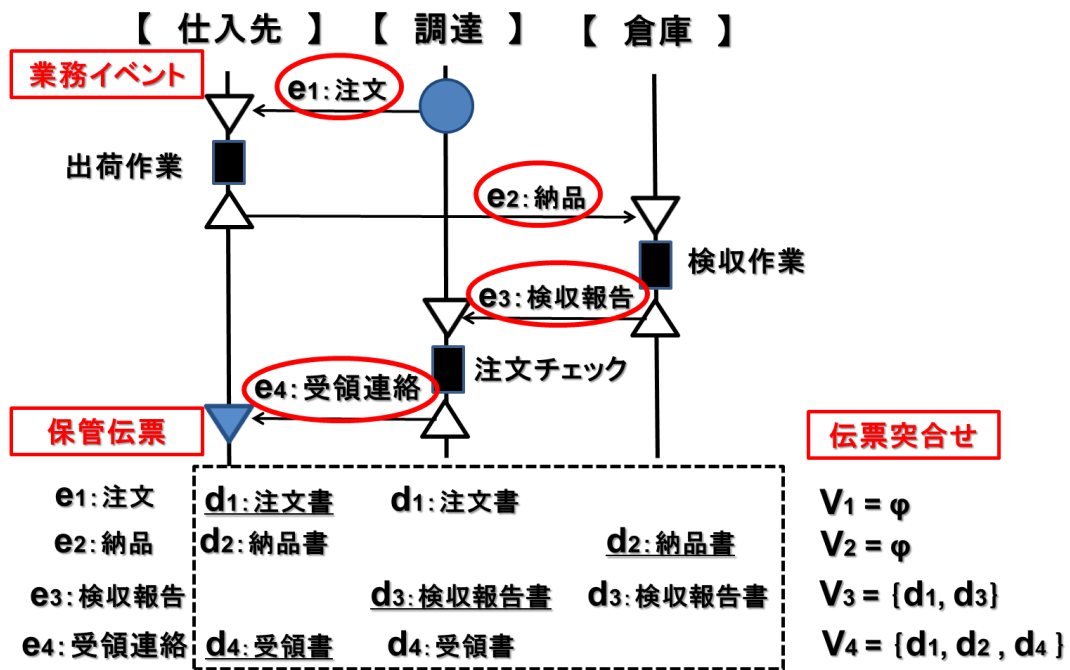 【 仕入先 】 【 調達 】 【 倉庫 】
業務イベント
e1:注文
出荷作業
e2:納品
検収作業
e3:検収報告
注文チェック
e4:受領連絡
保管伝票
伝票突合せ
e1:注文 d1:注文書 d1:注文書 V1 = φ
e2:納品 d2:納品書 d2:納品書 V2 = φ
e3:検収報告 d3:検収報告書 d3:検収報告書 V3 = {d1, d3}
e4:受領連絡 d4:受領書 d4:受領書 V4 = {d1, d2 , d4 }